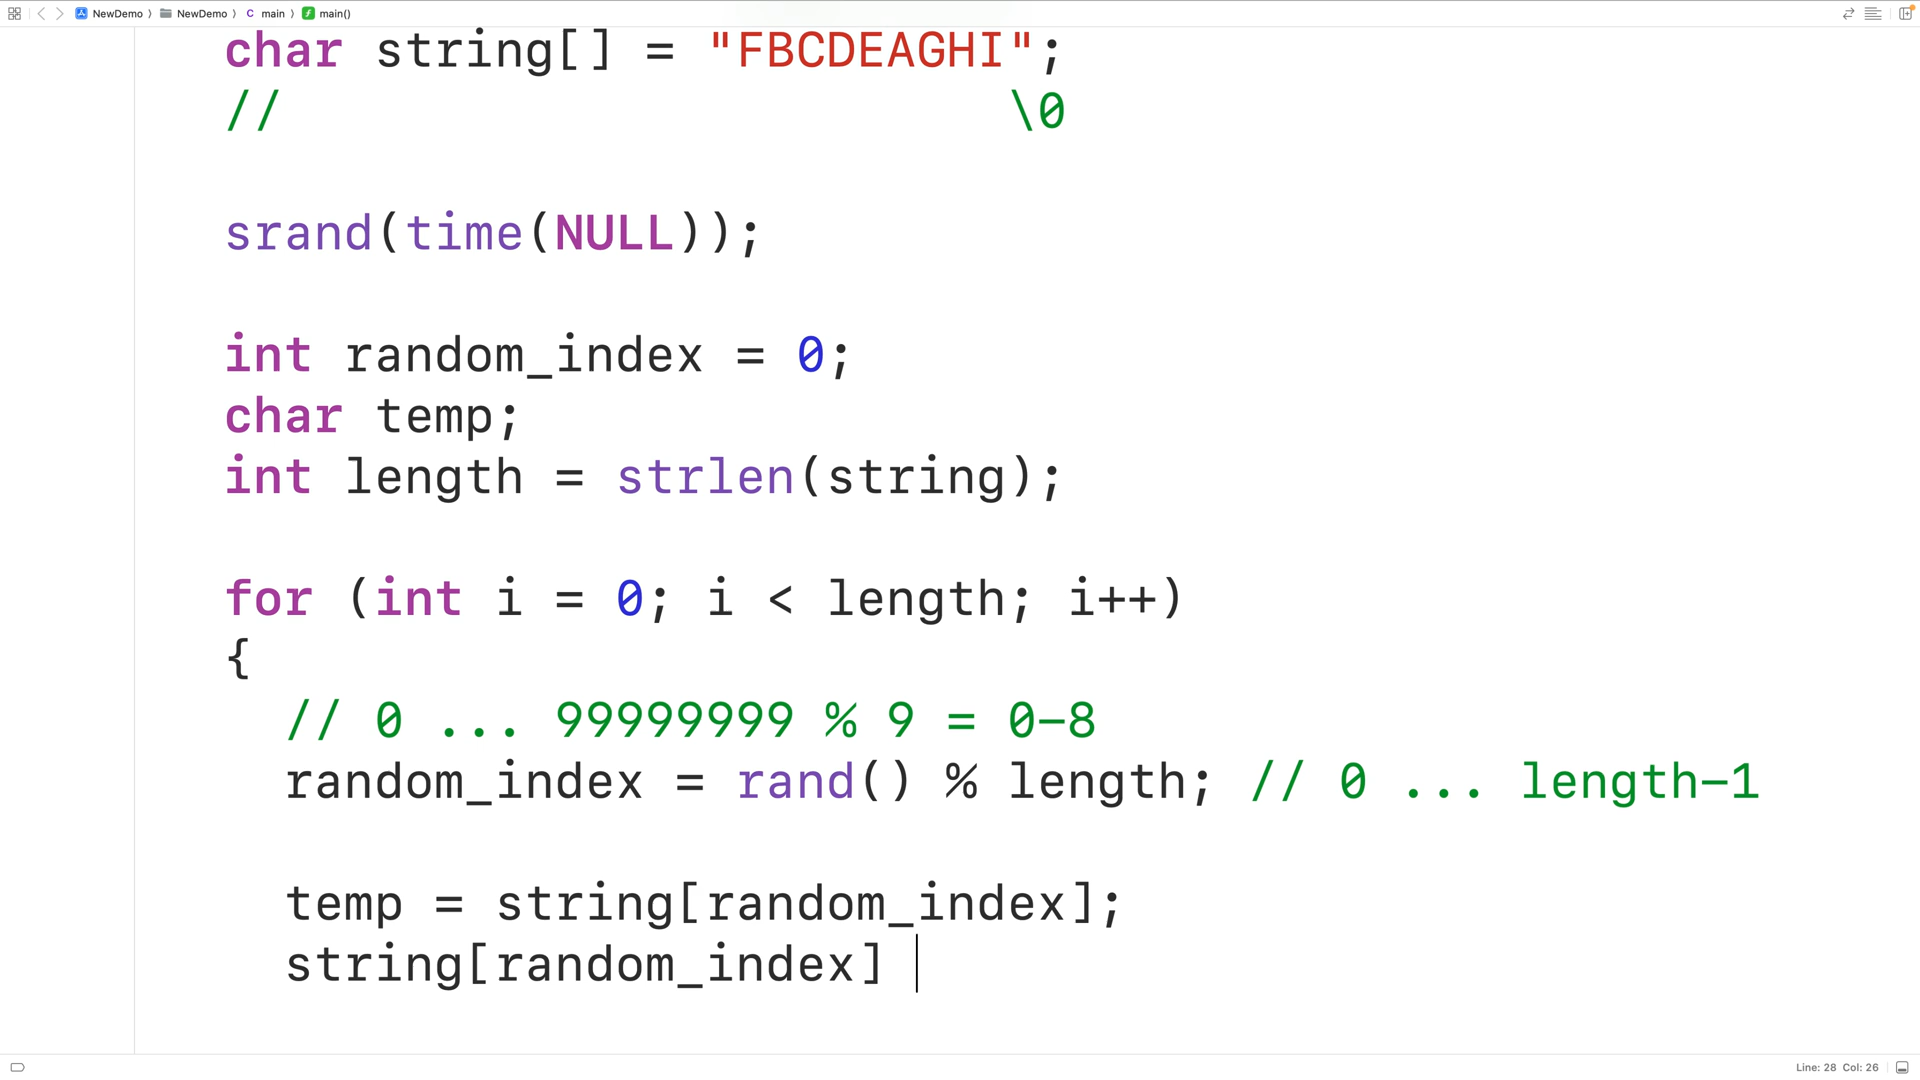 NewDemo 〉 NewDemo 〉 C main 〉 f main()
char string[] = "FBCDEAGHI";
// \0
srand(time(NULL));
int random_index = 0;
char temp;
int length = strlen(string);
for (int i = 0; i < length; i++)
{
// 0 ... 99999999 % 9 = 0-8
random_index = rand() % length; // 0 ... length-1
temp = string[random_index];
string[random_index]
Line: 28 Col: 26